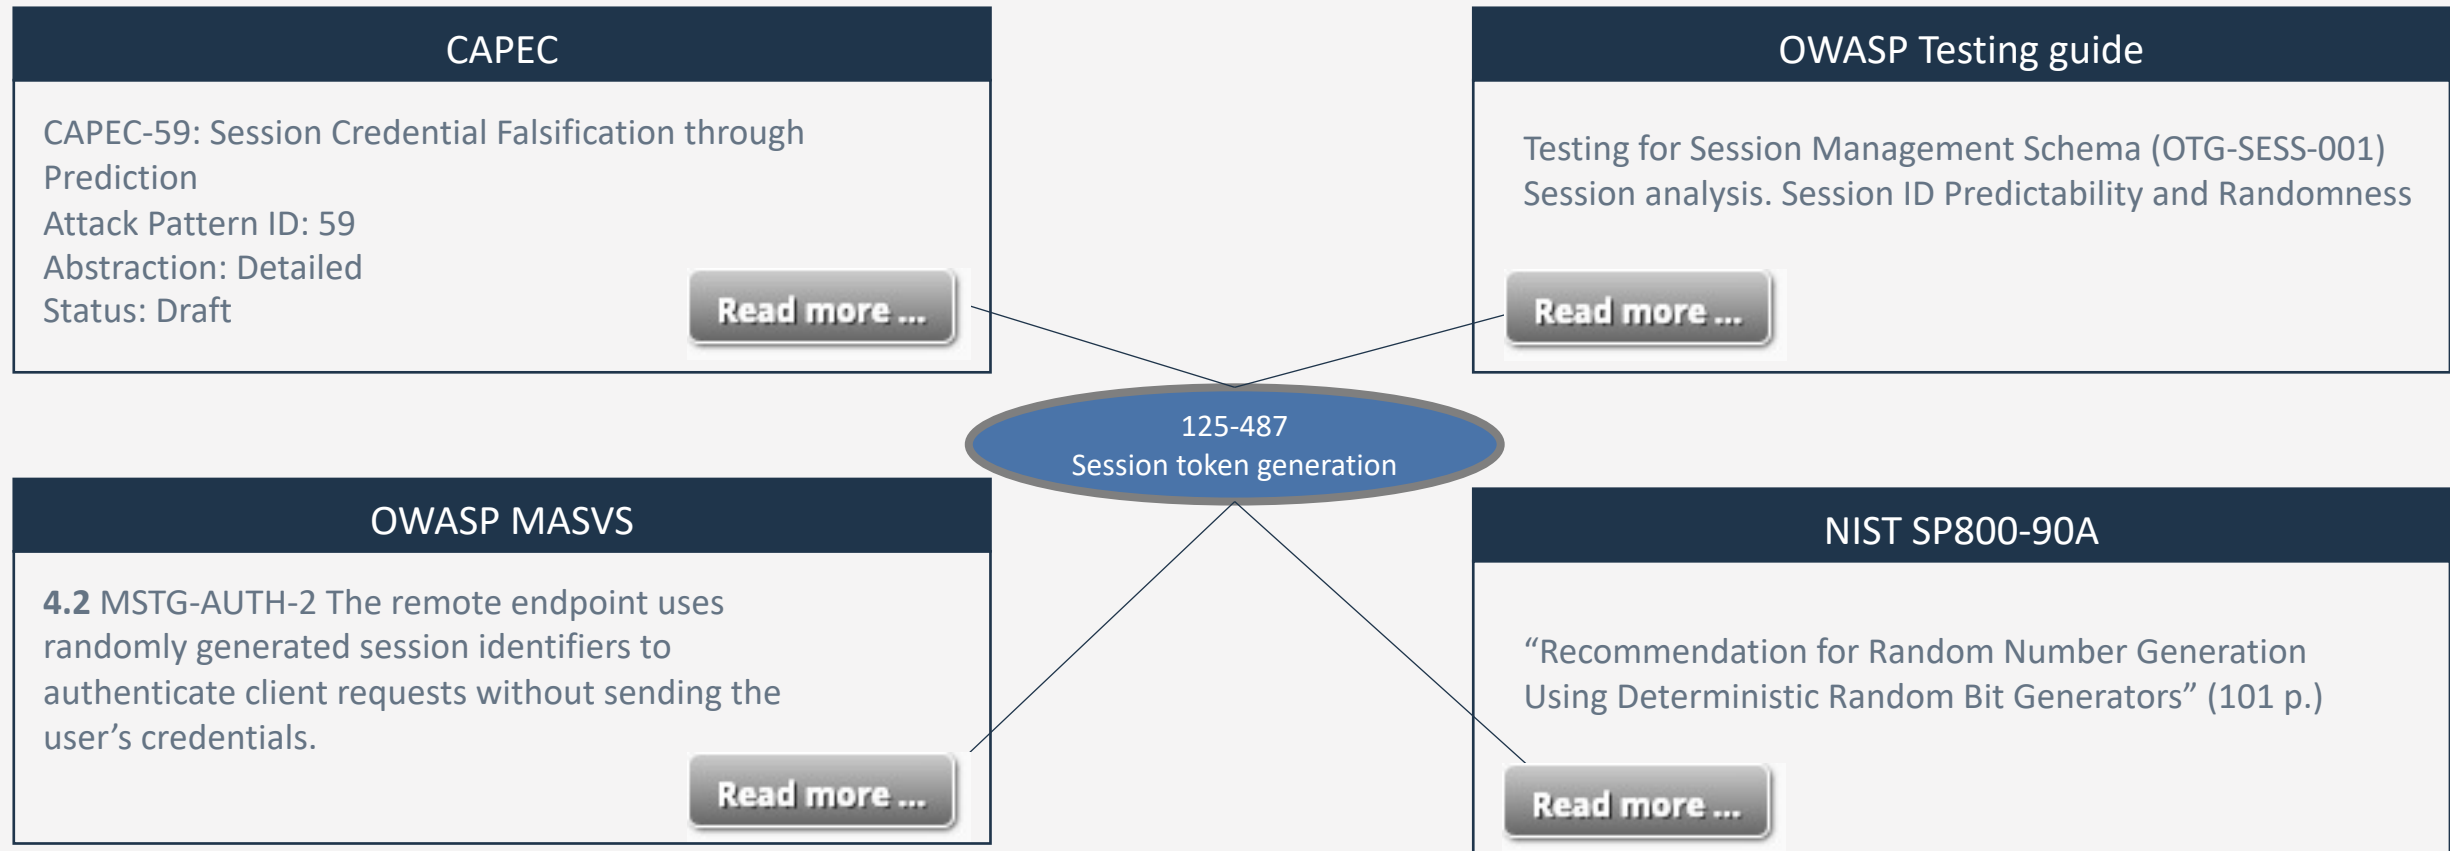 CAPEC
CAPEC-59: Session Credential Falsification through
Prediction
Attack Pattern ID: 59
Abstraction: Detailed
Status: Draft
Read more ...
OWASP Testing guide
Testing for Session Management Schema (OTG-SESS-001)
Session analysis. Session ID Predictability and Randomness
Read more ...
125-487
Session token generation
OWASP MASVS
4.2 MSTG-AUTH-2 The remote endpoint uses
randomly generated session identifiers to
authenticate client requests without sending the
user’s credentials.
Read more ...
NIST SP800-90A
“Recommendation for Random Number Generation
Using Deterministic Random Bit Generators” (101 p.)
Read more ...